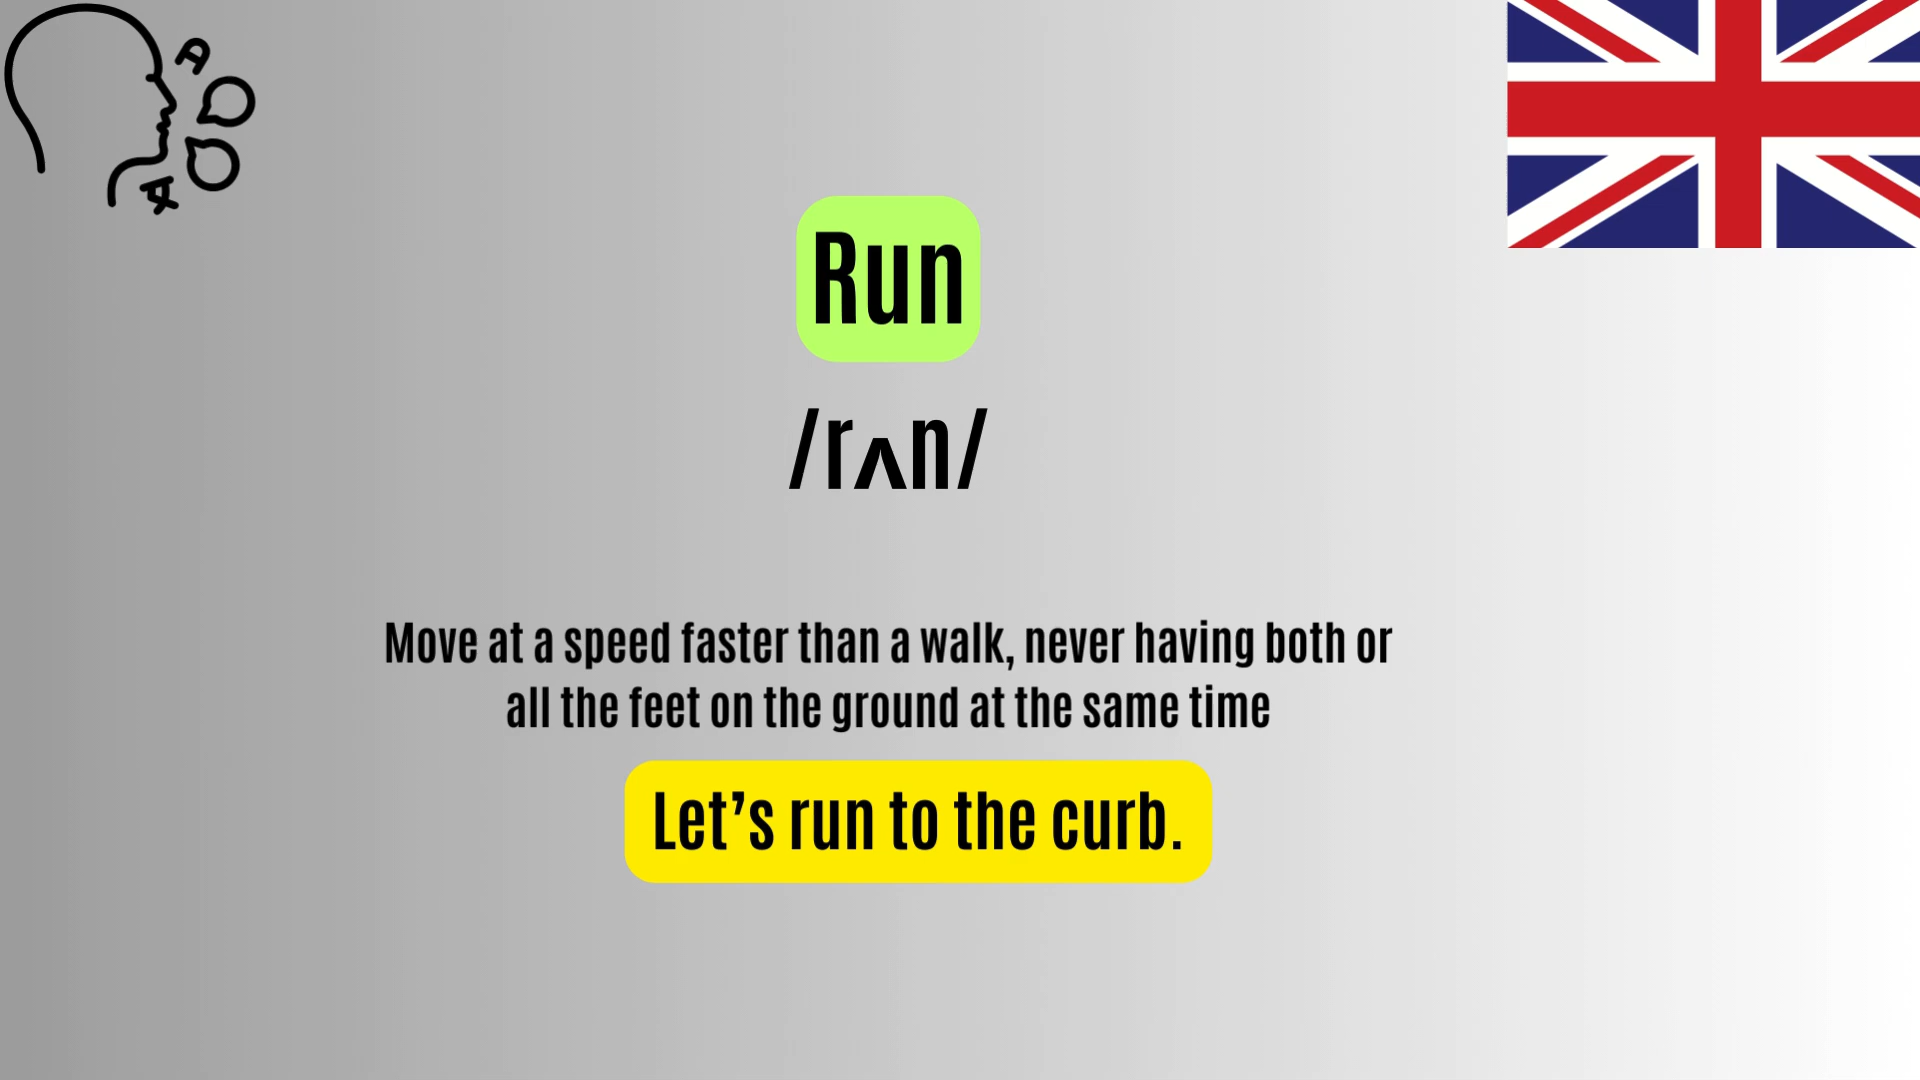 Run
/rʌn/
Move at a speed faster than a walk, never having both or
all the feet on the ground at the same time
Let’s run to the curb.